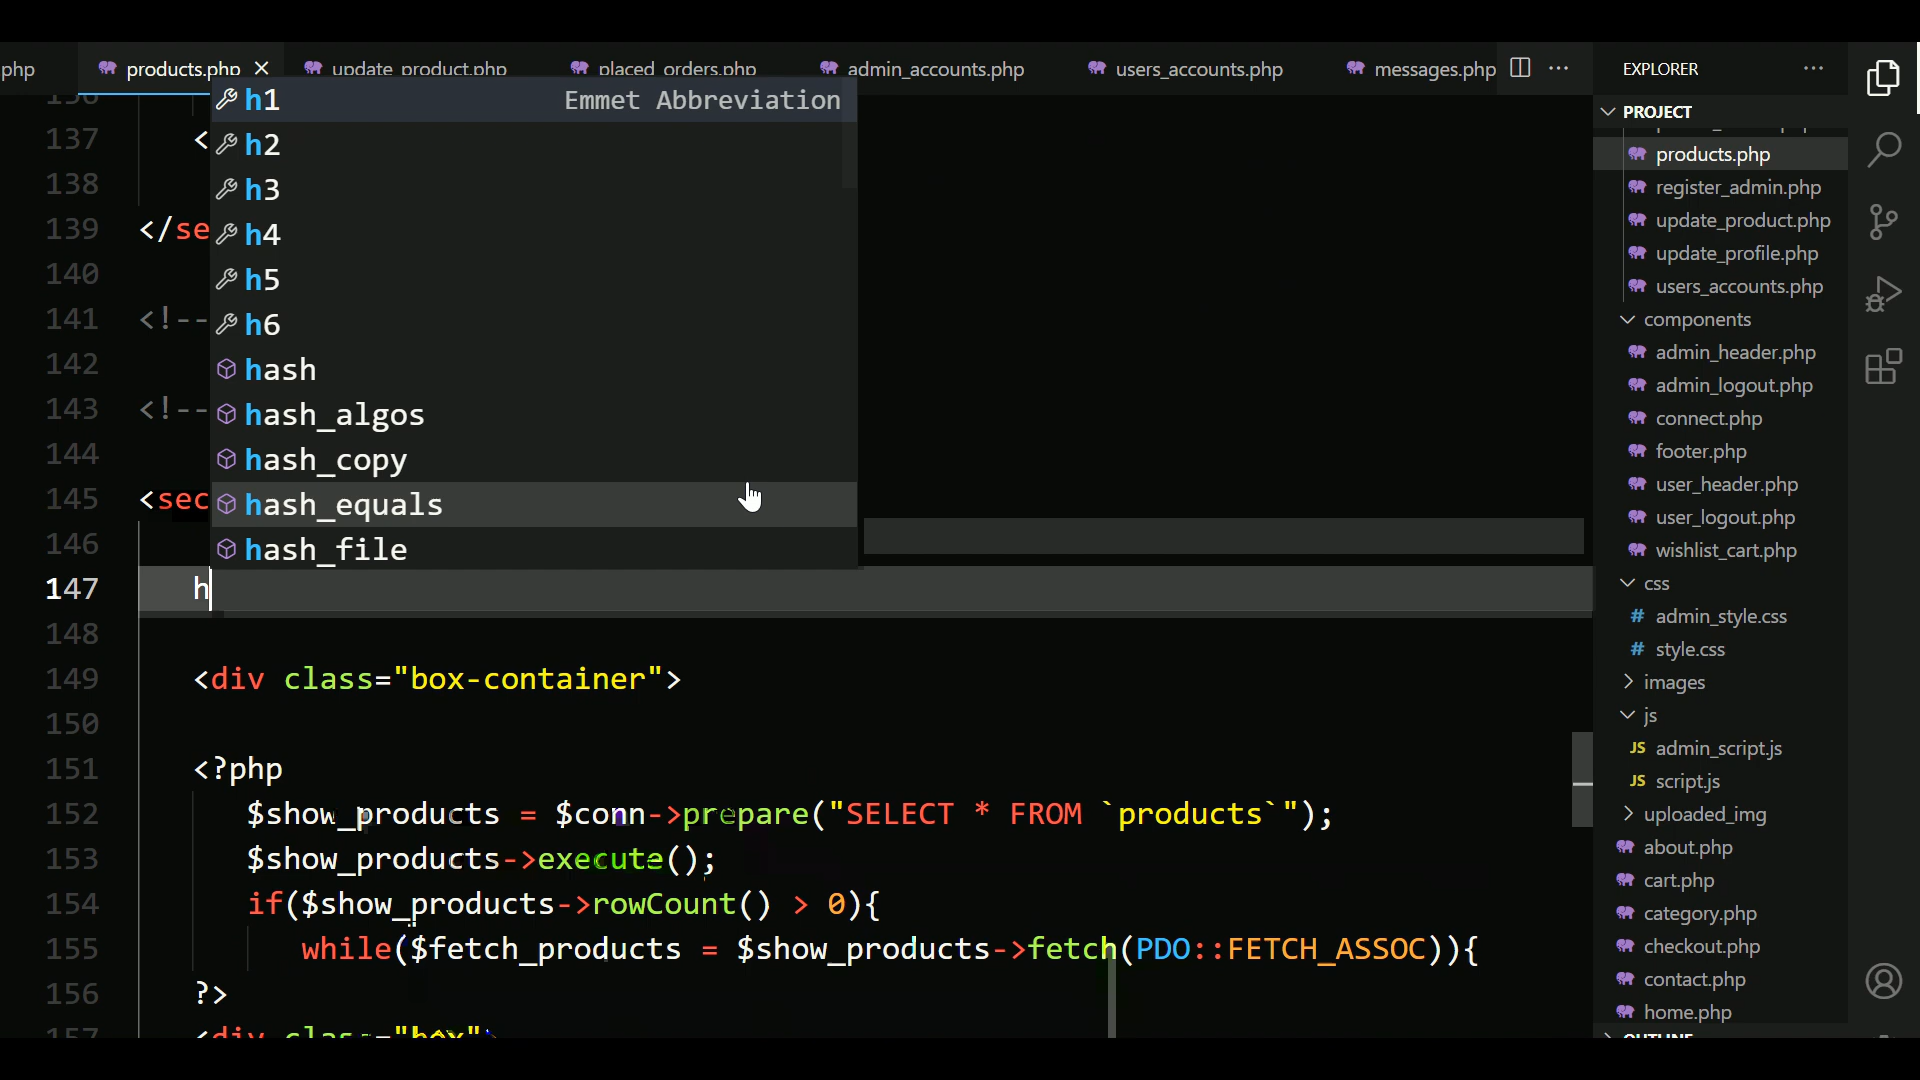 php
products.php
update_product.php
placed_orders.php
admin_accounts.php
users_accounts.php
messages.php
EXPLORER
PROJECT
products.php
register_admin.php
update_product.php
update_profile.php
users_accounts.php
components
admin_header.php
admin_logout.php
connect.php
footer.php
user_header.php
user_logout.php
wishlist_cart.php
css
# admin_style.css
# style.css
images
js
JS admin_script.js
JS script.js
uploaded_img
about.php
cart.php
category.php
checkout.php
contact.php
home.php
OUTLINE
h1 Emmet Abbreviation
h2
h3
h4
h5
h6
hash
hash_algos
hash_copy
hash_equals
hash_file
136
137 <
138
139 </se
140
141 <!--
142
143 <!--
144
145 <sec
146
147 h
148
149 <div class="box-container">
150
151 <?php
152 $show_products = $conn->prepare("SELECT * FROM `products`");
153 $show_products->execute();
154 if($show_products->rowCount() > 0){
155 while($fetch_products = $show_products->fetch(PDO::FETCH_ASSOC)){
156 ?>
157 <div class="box">